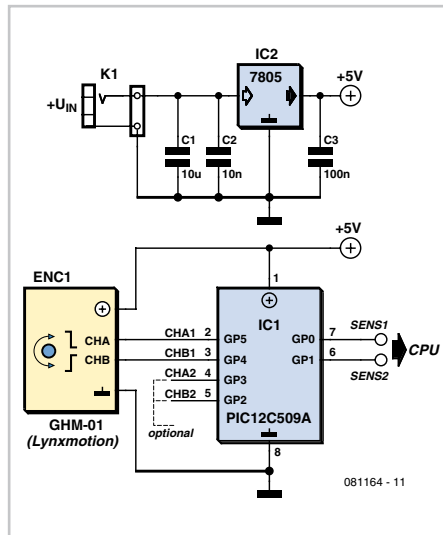 K1
+UIN
IC2
7805
+5V
C1
10u
C2
10n
C3
100n
+5V
ENC1
CHA
CHB
GHM-01
(Lynxmotion)
CHA1 2 GP5
CHB1 3 GP4
CHA2 4 GP3
CHB2 5 GP2
optional
1
IC1
PIC12C509A
GP0 7 SENS1
GP1 6 SENS2
CPU
8
081164 - 11